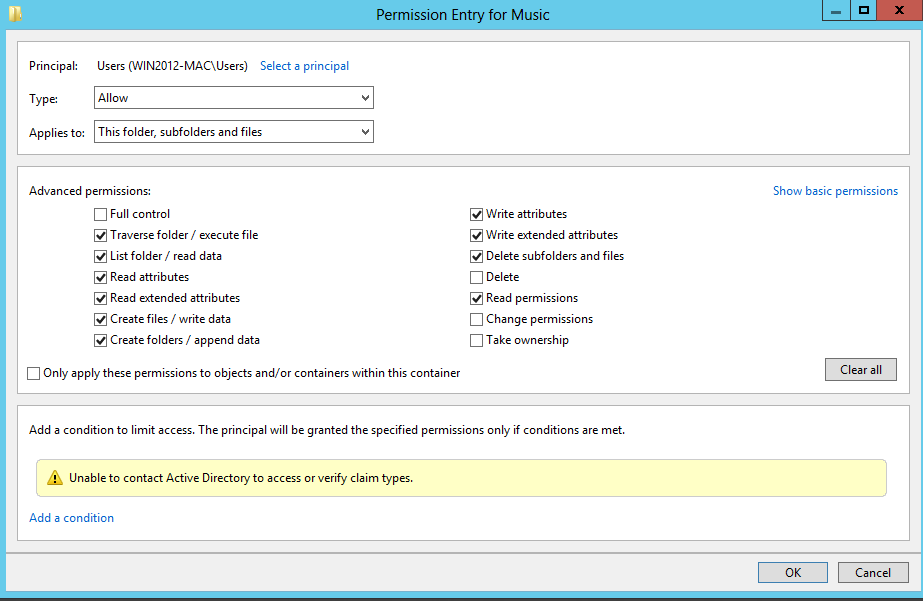 Permission Entry for Music
Principal: Users (WIN2012-MAC\Users) Select a principal
Type: Allow
Applies to: This folder, subfolders and files
Advanced permissions: Show basic permissions
Full control
Traverse folder / execute file
List folder / read data
Read attributes
Read extended attributes
Create files / write data
Create folders / append data
Write attributes
Write extended attributes
Delete subfolders and files
Delete
Read permissions
Change permissions
Take ownership
Only apply these permissions to objects and/or containers within this container
Clear all
Add a condition to limit access. The principal will be granted the specified permissions only if conditions are met.
Unable to contact Active Directory to access or verify claim types.
Add a condition
OK Cancel